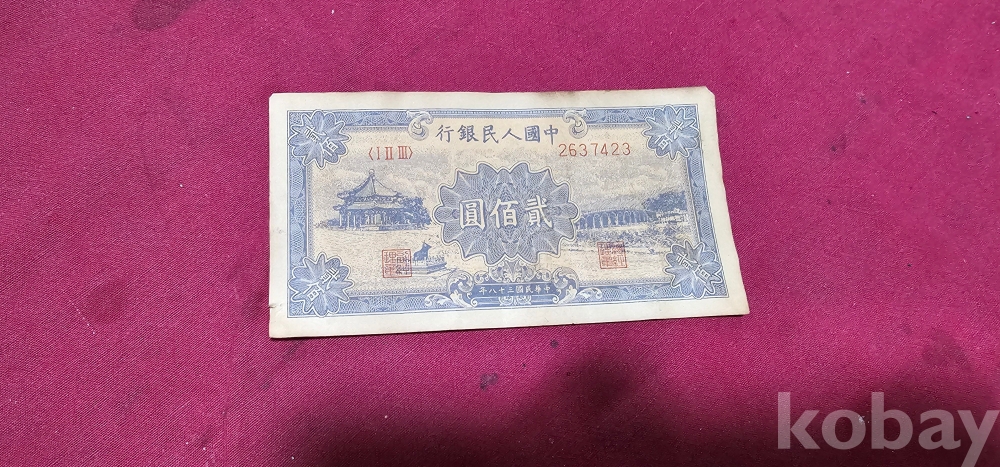 行銀民人國中
〈I II III〉 2637423
圓佰貳
年八十三國民華中
kobay